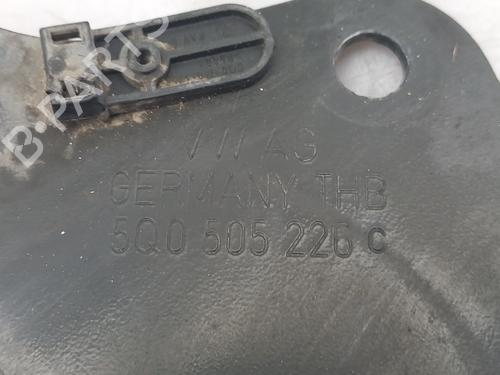 VW AG
GERMANY THB
5Q0 505 226 C
B-PARTS